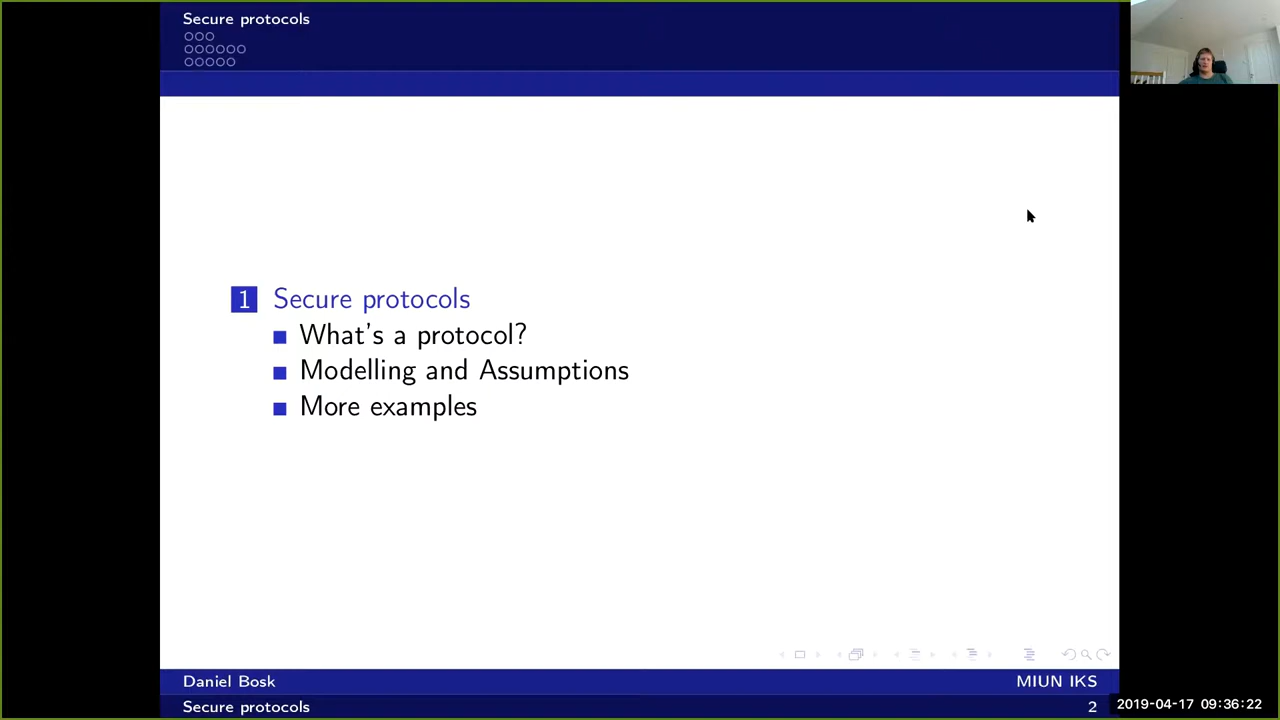 Secure protocols
1 Secure protocols
What's a protocol?
Modelling and Assumptions
More examples
Daniel Bosk
MIUN IKS
Secure protocols
2
2019-04-17 09:36:22